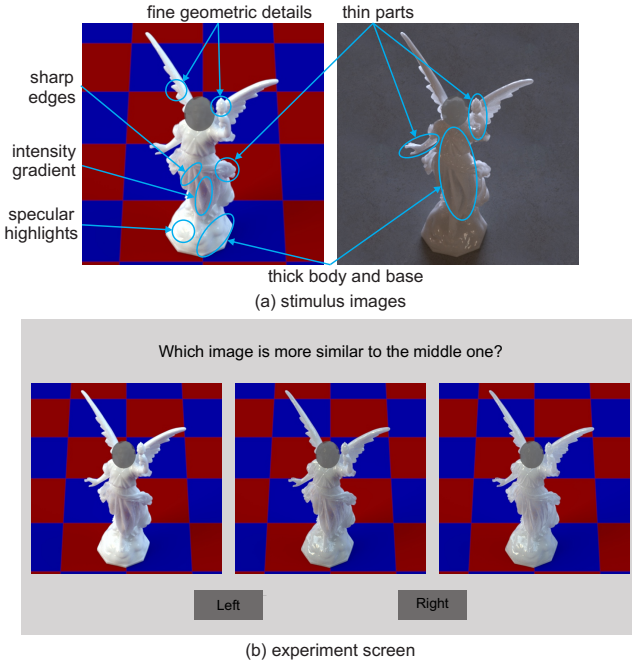 fine geometric details
thin parts
sharp
edges
intensity
gradient
specular
highlights
thick body and base
(a) stimulus images
Which image is more similar to the middle one?
Left
Right
(b) experiment screen